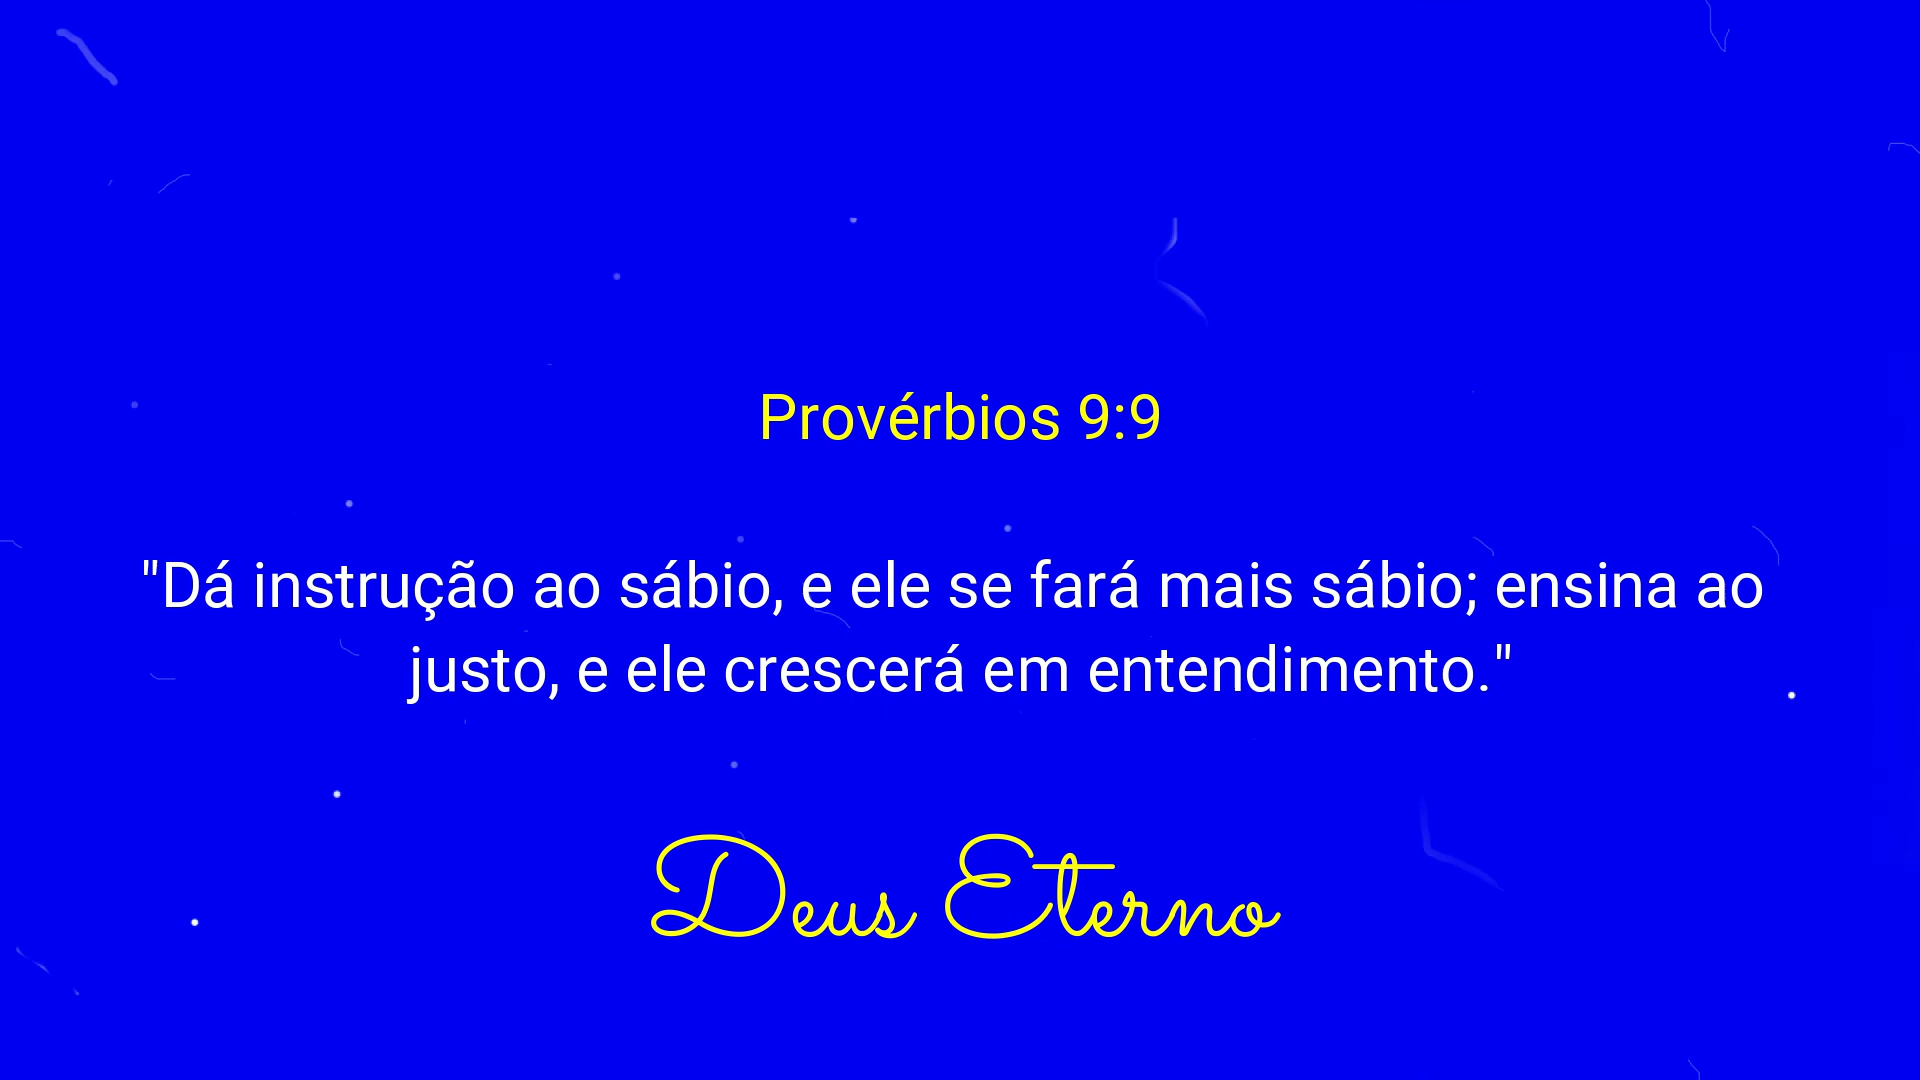 Provérbios 9:9
"Dá instrução ao sábio, e ele se fará mais sábio; ensina ao
justo, e ele crescerá em entendimento."
Deus Eterno